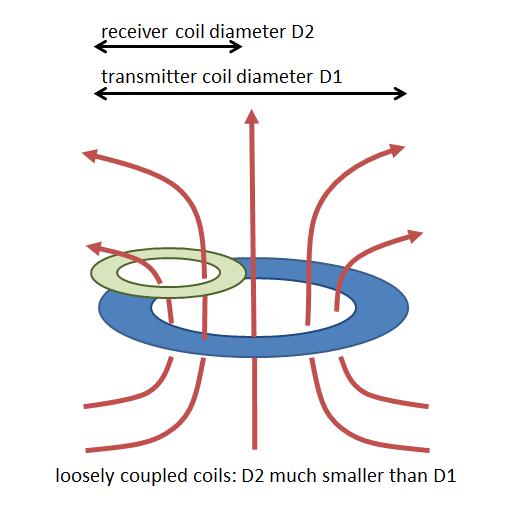 receiver coil diameter D2
transmitter coil diameter D1
loosely coupled coils: D2 much smaller than D1